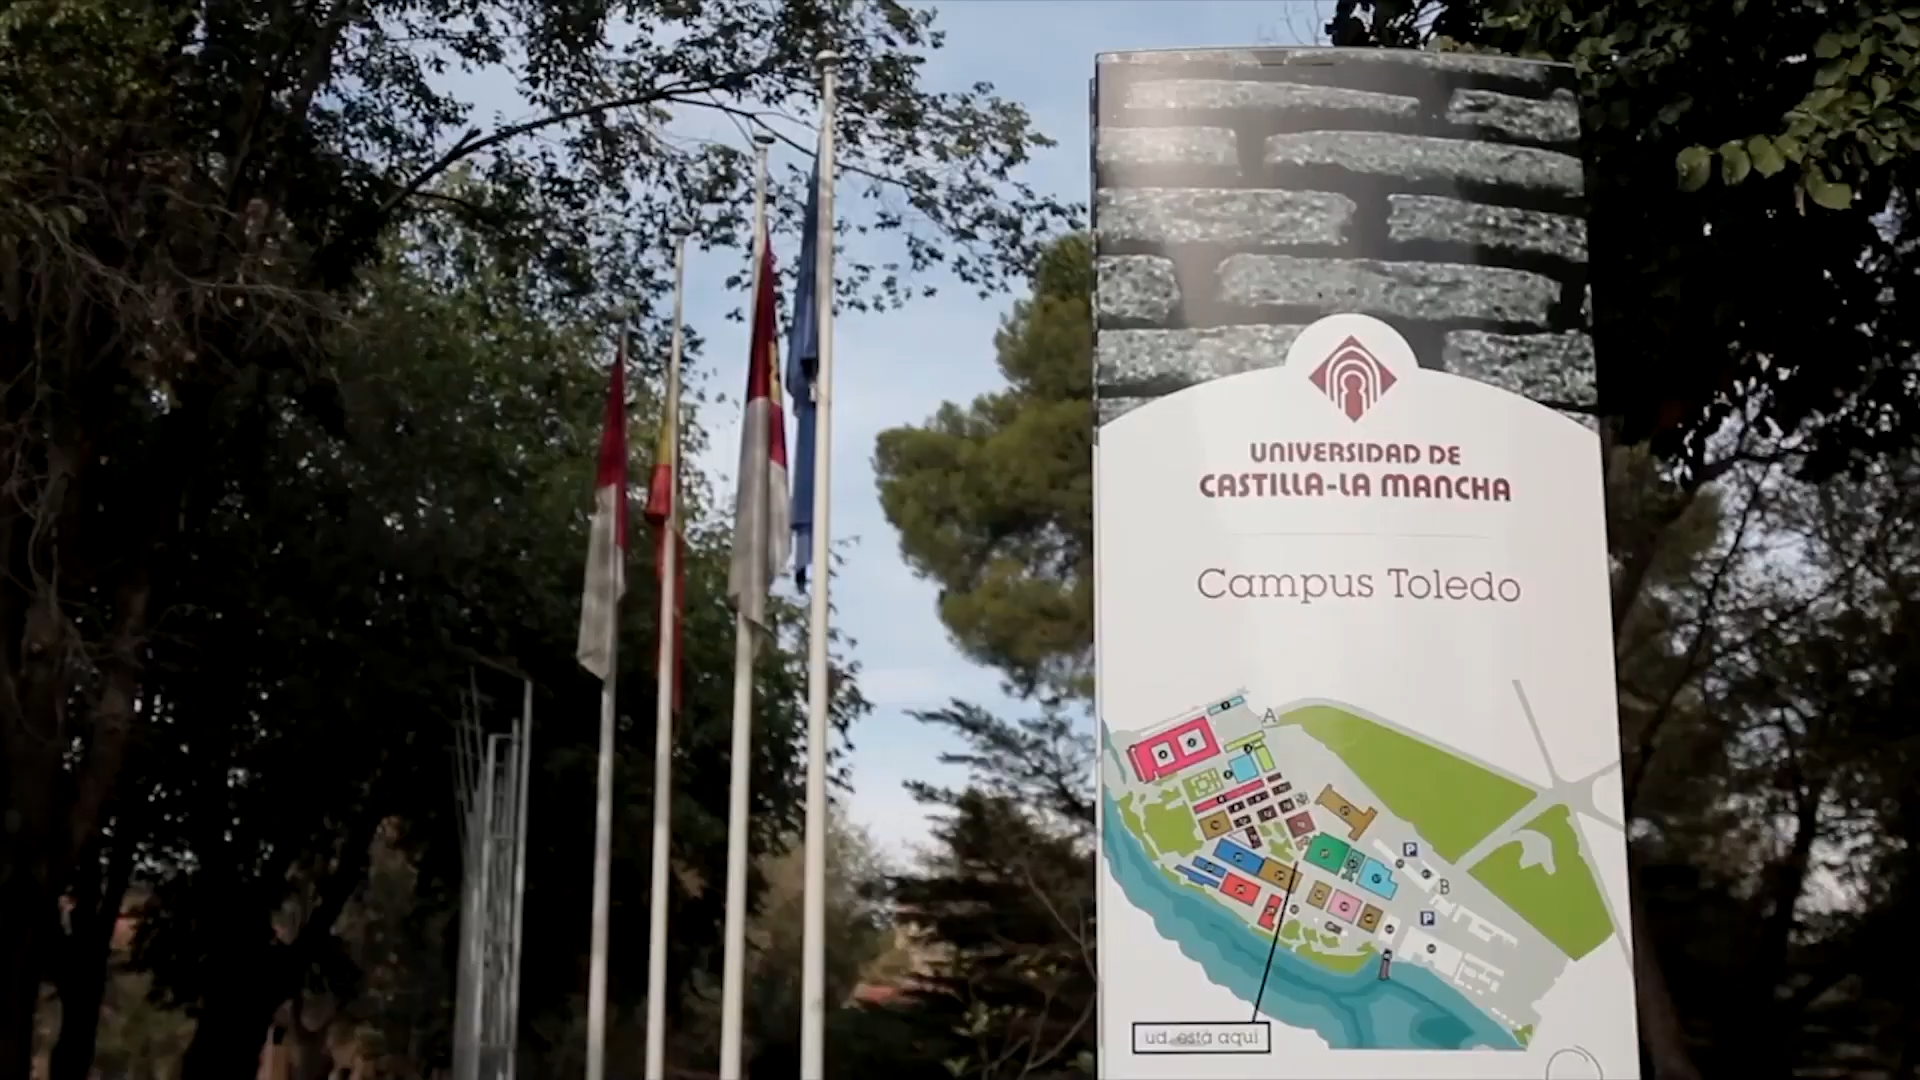 UNIVERSIDAD DE
CASTILLA-LA MANCHA
Campus Toledo
A
P
B
P
ud. está aquí